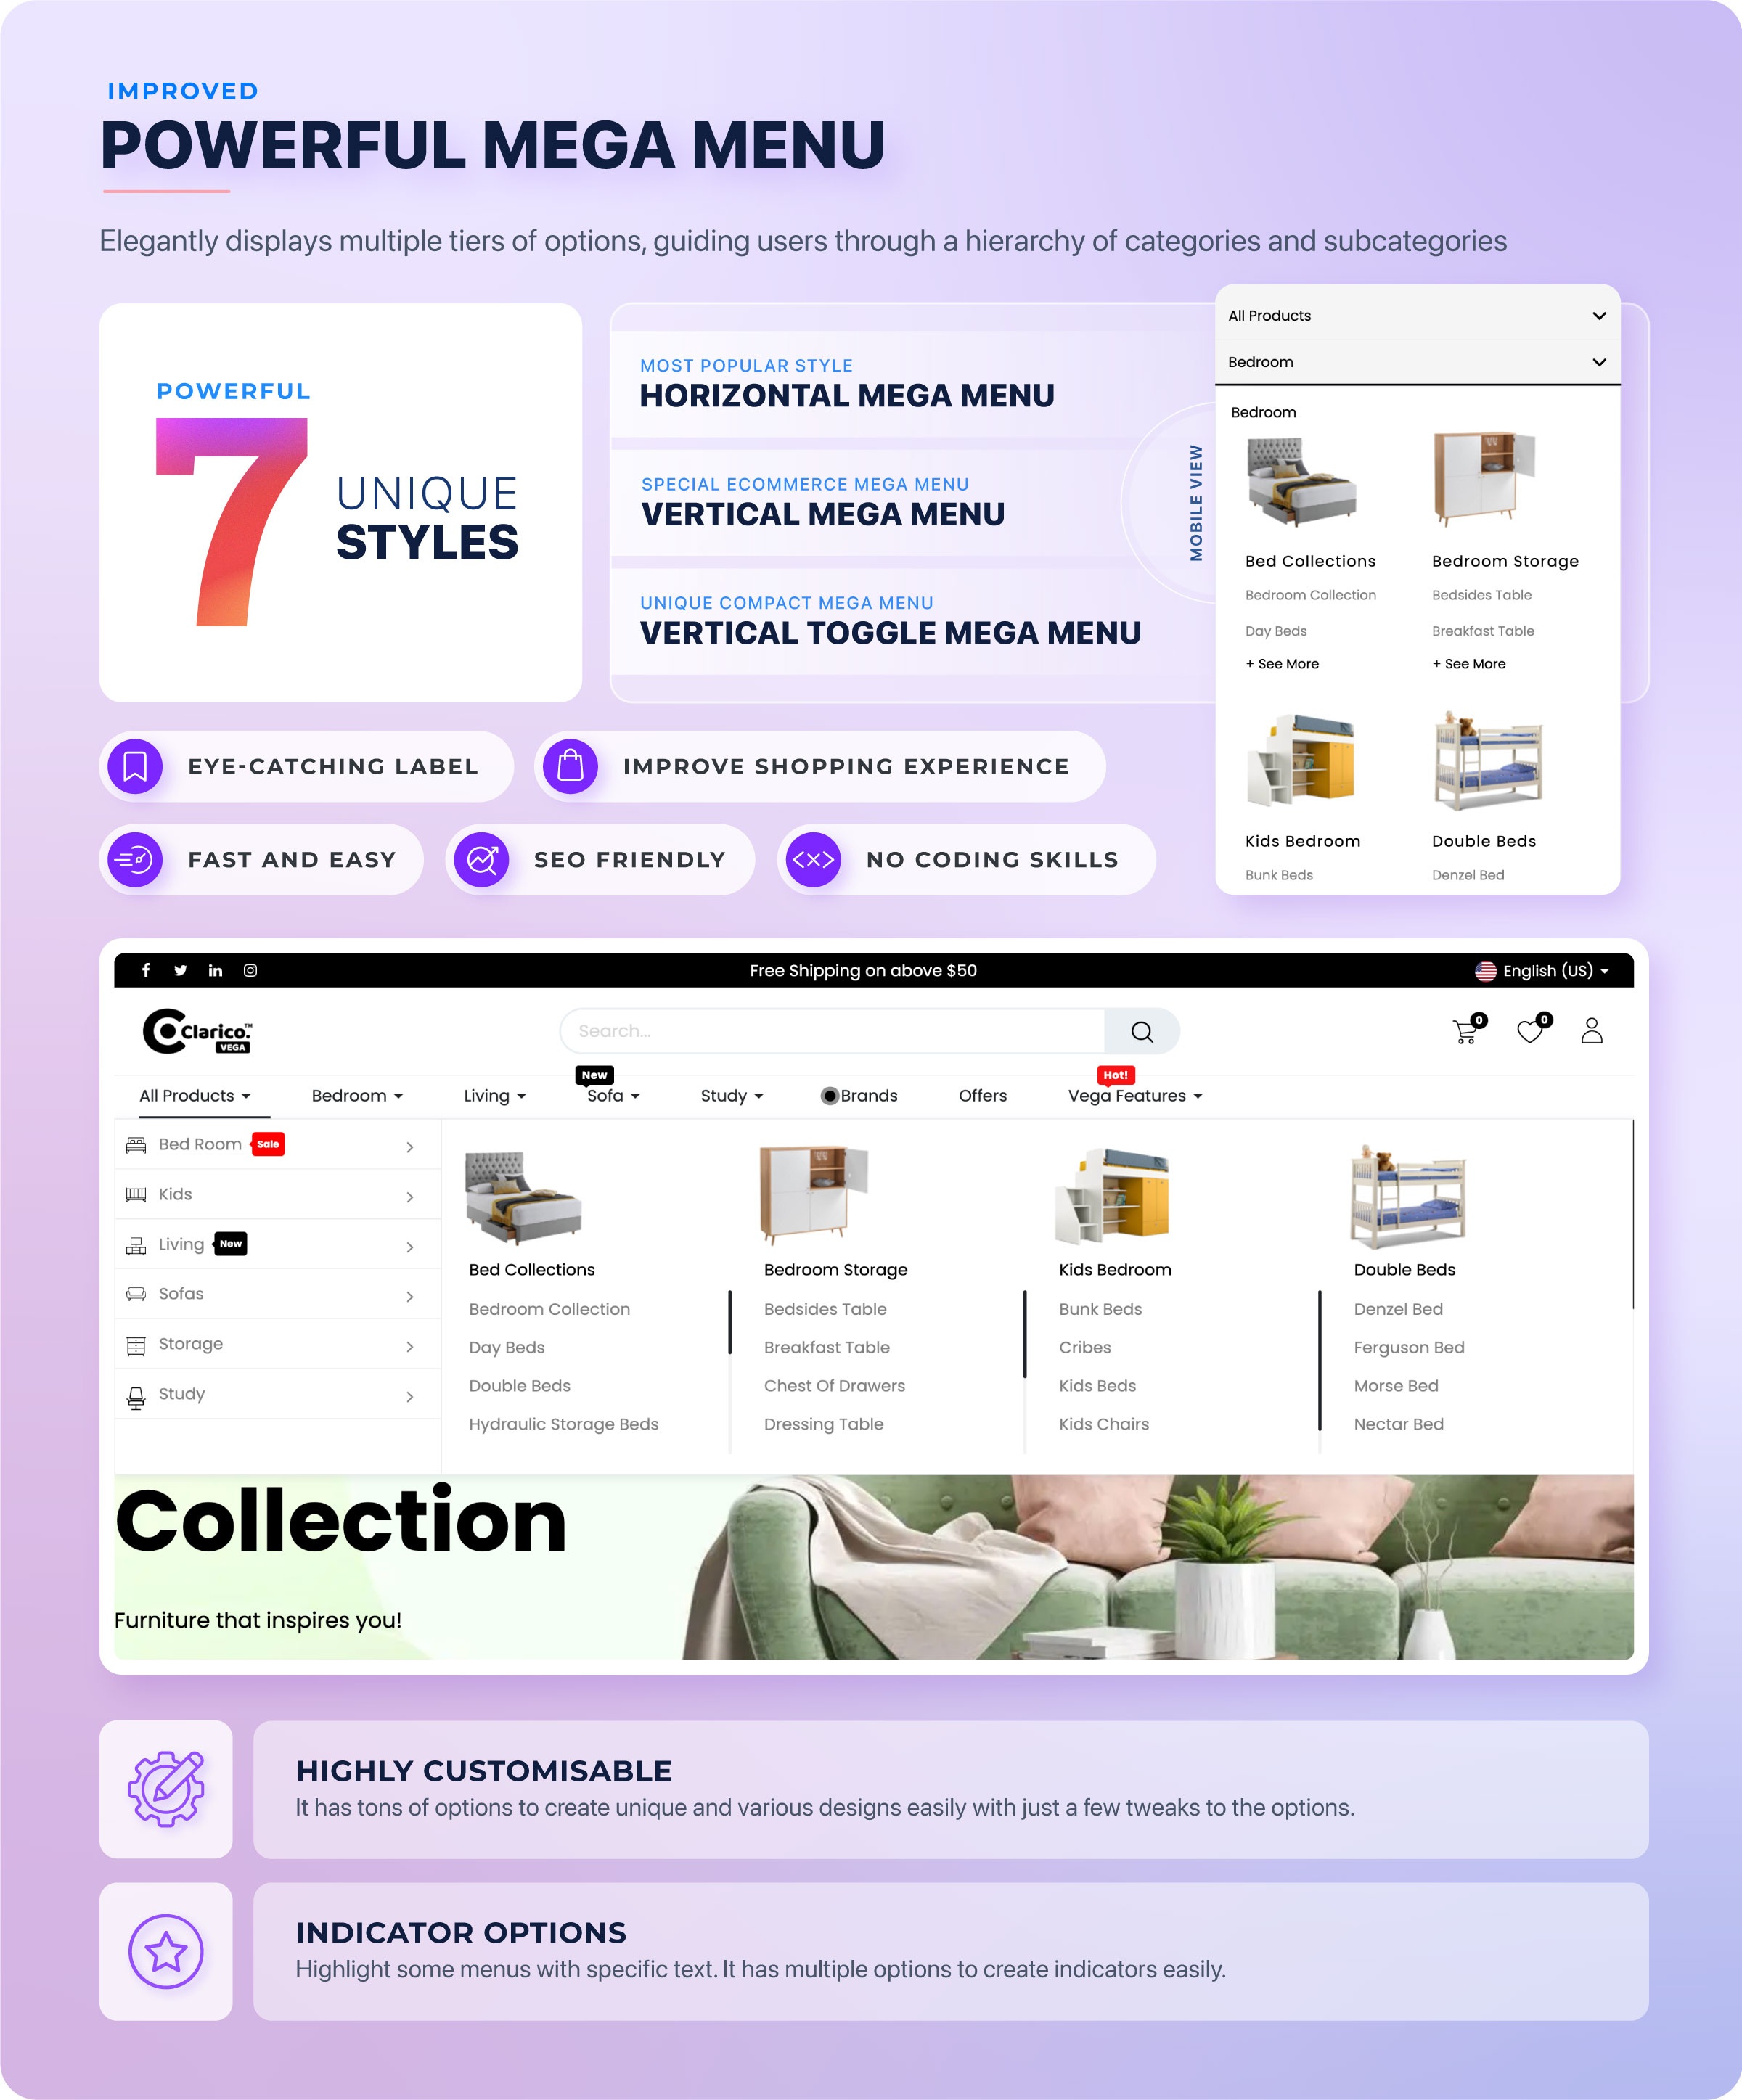 IMPROVED
POWERFUL MEGA MENU
Elegantly displays multiple tiers of options, guiding users through a hierarchy of categories and subcategories
POWERFUL
7
UNIQUE
STYLES
MOST POPULAR STYLE
HORIZONTAL MEGA MENU
SPECIAL ECOMMERCE MEGA MENU
VERTICAL MEGA MENU
UNIQUE COMPACT MEGA MENU
VERTICAL TOGGLE MEGA MENU
MOBILE VIEW
All Products
Bedroom
Bedroom
Bed Collections Bedroom Storage
Bedroom Collection Bedsides Table
Day Beds Breakfast Table
+ See More + See More
Kids Bedroom Double Beds
Bunk Beds Denzel Bed
EYE-CATCHING LABEL IMPROVE SHOPPING EXPERIENCE
FAST AND EASY SEO FRIENDLY NO CODING SKILLS
Free Shipping on above $50 English (US)
Clarico.™
VEGA
Search...
0 0
New Hot!
All Products Bedroom Living Sofa Study Brands Offers Vega Features
Bed Room Sale
Kids
Living New
Sofas
Storage
Study
Bed Collections
Bedroom Collection
Day Beds
Double Beds
Hydraulic Storage Beds
Bedroom Storage
Bedsides Table
Breakfast Table
Chest Of Drawers
Dressing Table
Kids Bedroom
Bunk Beds
Cribes
Kids Beds
Kids Chairs
Double Beds
Denzel Bed
Ferguson Bed
Morse Bed
Nectar Bed
Collection
Furniture that inspires you!
HIGHLY CUSTOMISABLE
It has tons of options to create unique and various designs easily with just a few tweaks to the options.
INDICATOR OPTIONS
Highlight some menus with specific text. It has multiple options to create indicators easily.